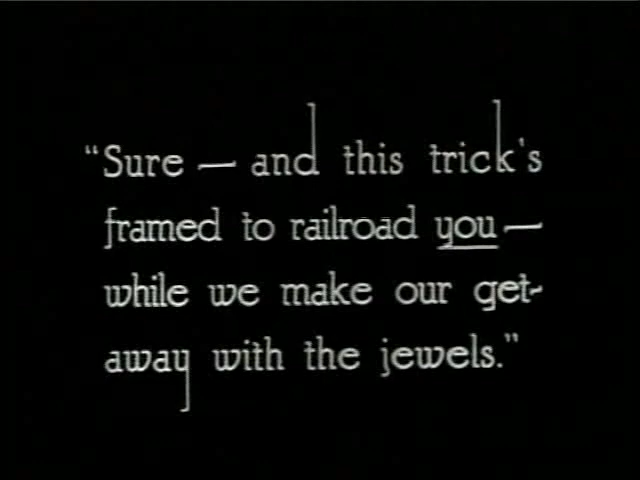 “Sure — and this trick's
framed to railroad you —
while we make our get-
away with the jewels.”